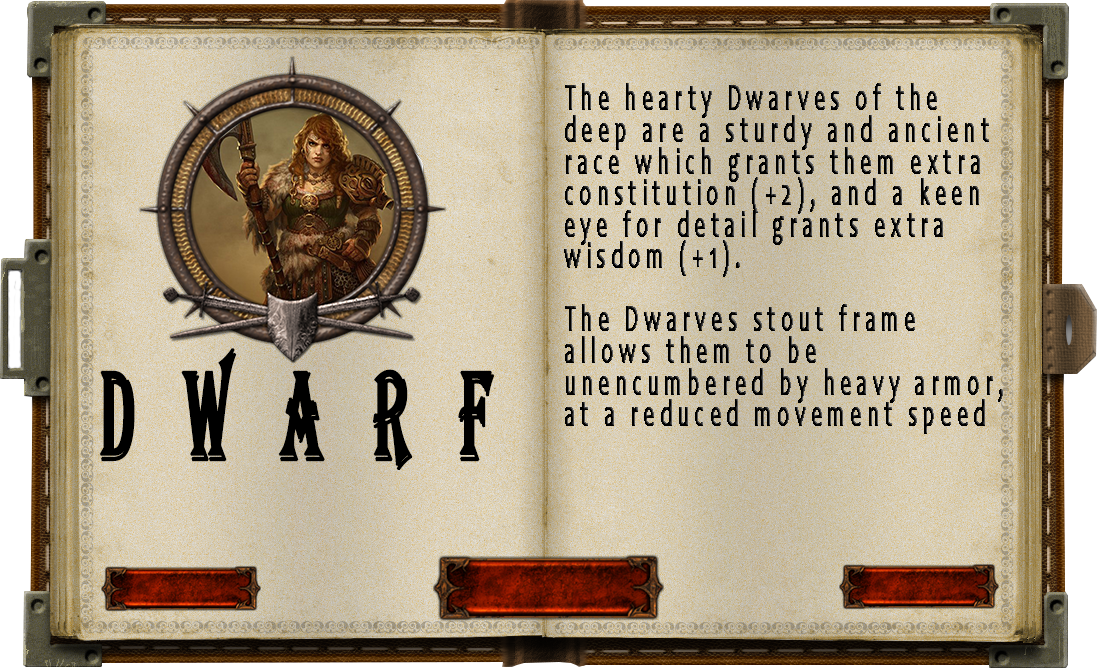 DWARF
The hearty Dwarves of the
deep are a sturdy and ancient
race which grants them extra
constitution (+2), and a keen
eye for detail grants extra
wisdom (+1).
The Dwarves stout frame
allows them to be
unencumbered by heavy armor,
at a reduced movement speed